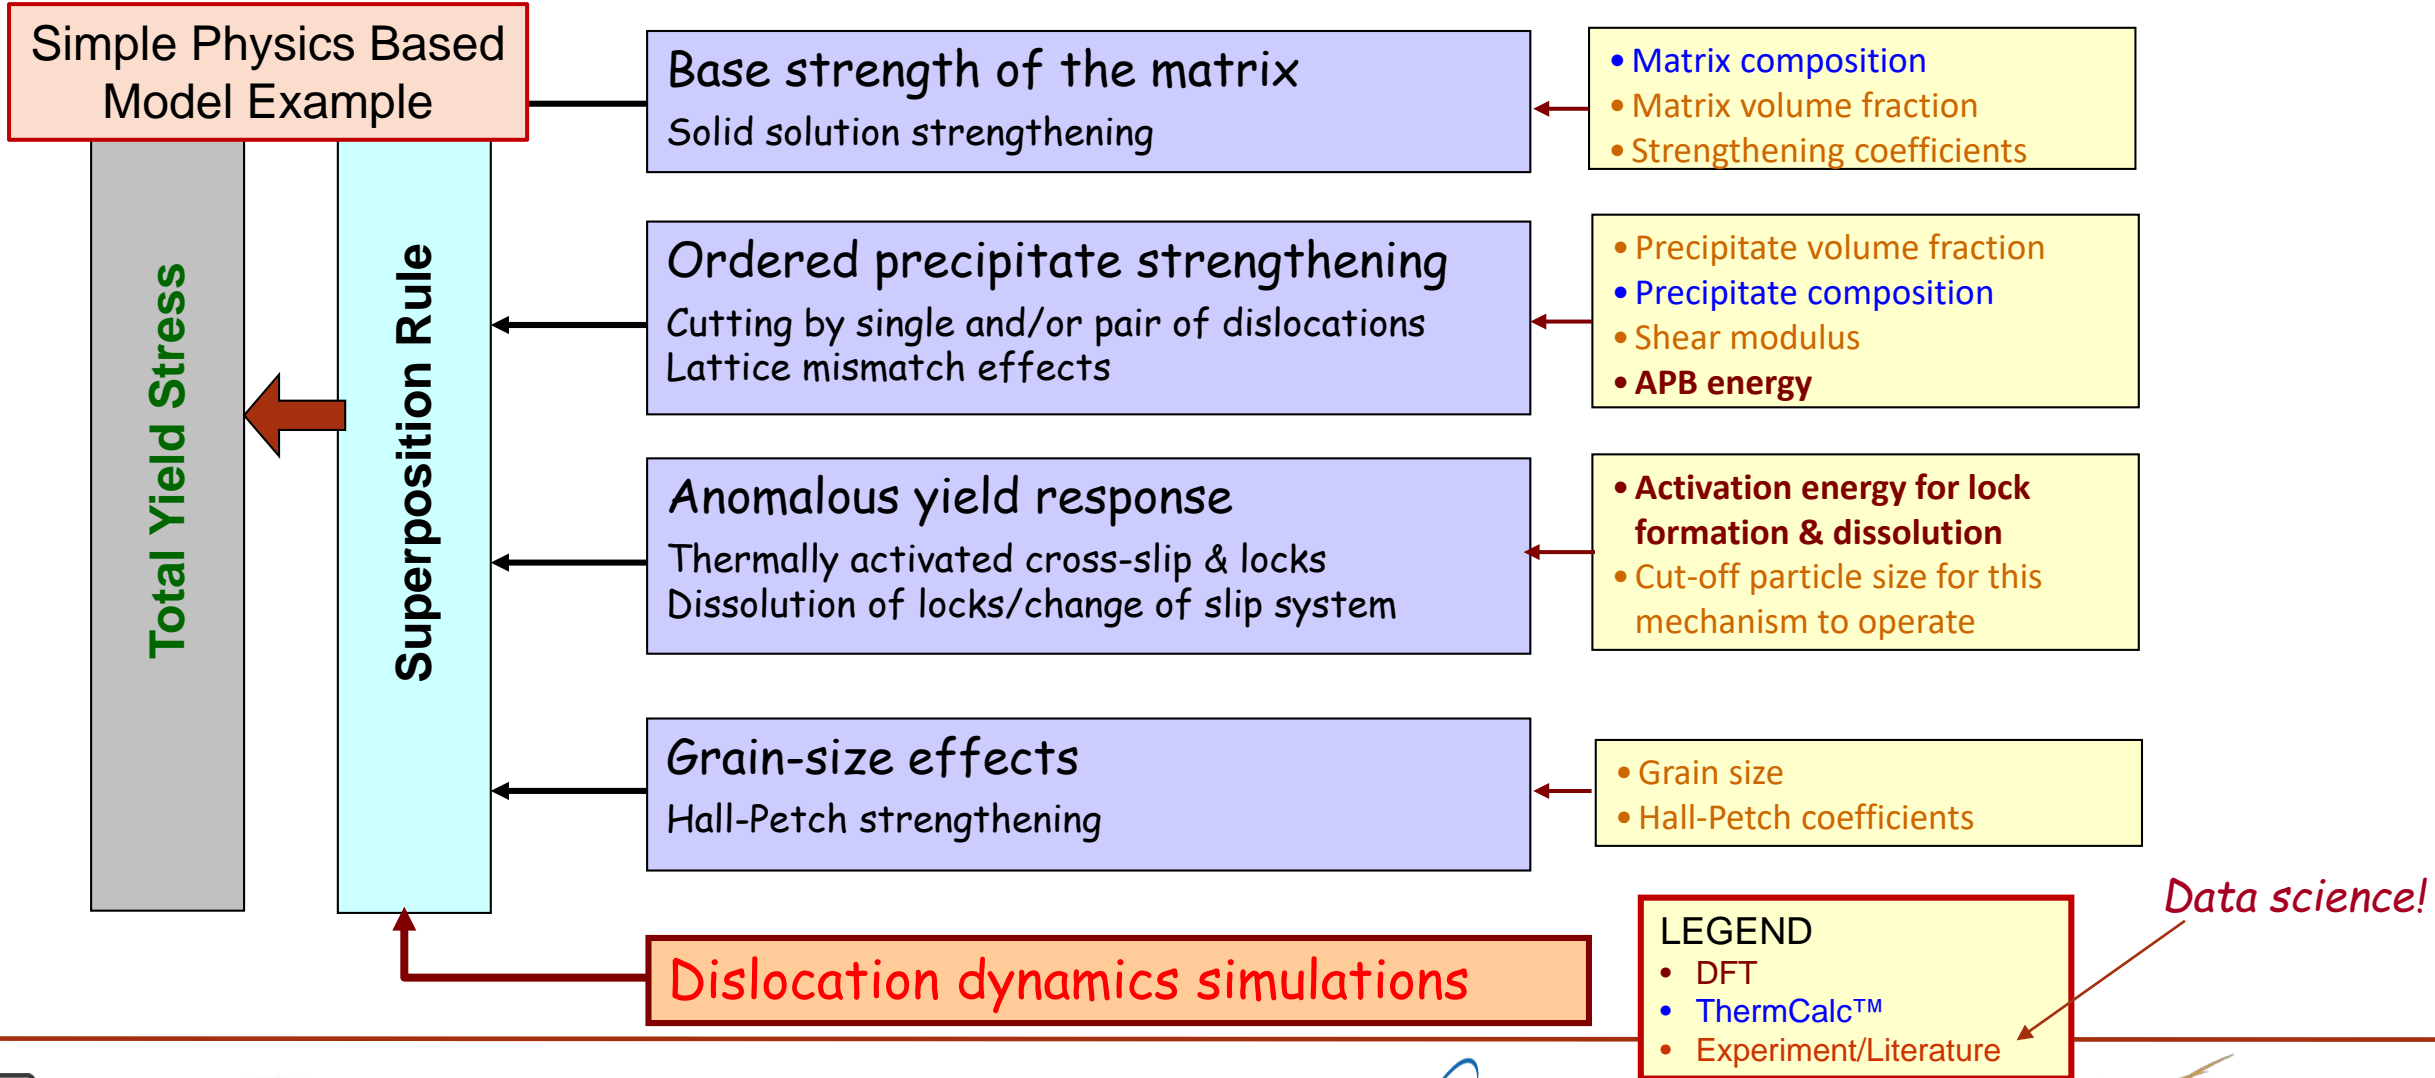 Simple Physics Based
Model Example
Total Yield Stress
Superposition Rule
Base strength of the matrix
Solid solution strengthening
• Matrix composition
• Matrix volume fraction
• Strengthening coefficients
Ordered precipitate strengthening
Cutting by single and/or pair of dislocations
Lattice mismatch effects
• Precipitate volume fraction
• Precipitate composition
• Shear modulus
• APB energy
Anomalous yield response
Thermally activated cross-slip & locks
Dissolution of locks/change of slip system
• Activation energy for lock
formation & dissolution
• Cut-off particle size for this
mechanism to operate
Grain-size effects
Hall-Petch strengthening
• Grain size
• Hall-Petch coefficients
Dislocation dynamics simulations
Data science!
LEGEND
• DFT
• ThermCalc™
• Experiment/Literature